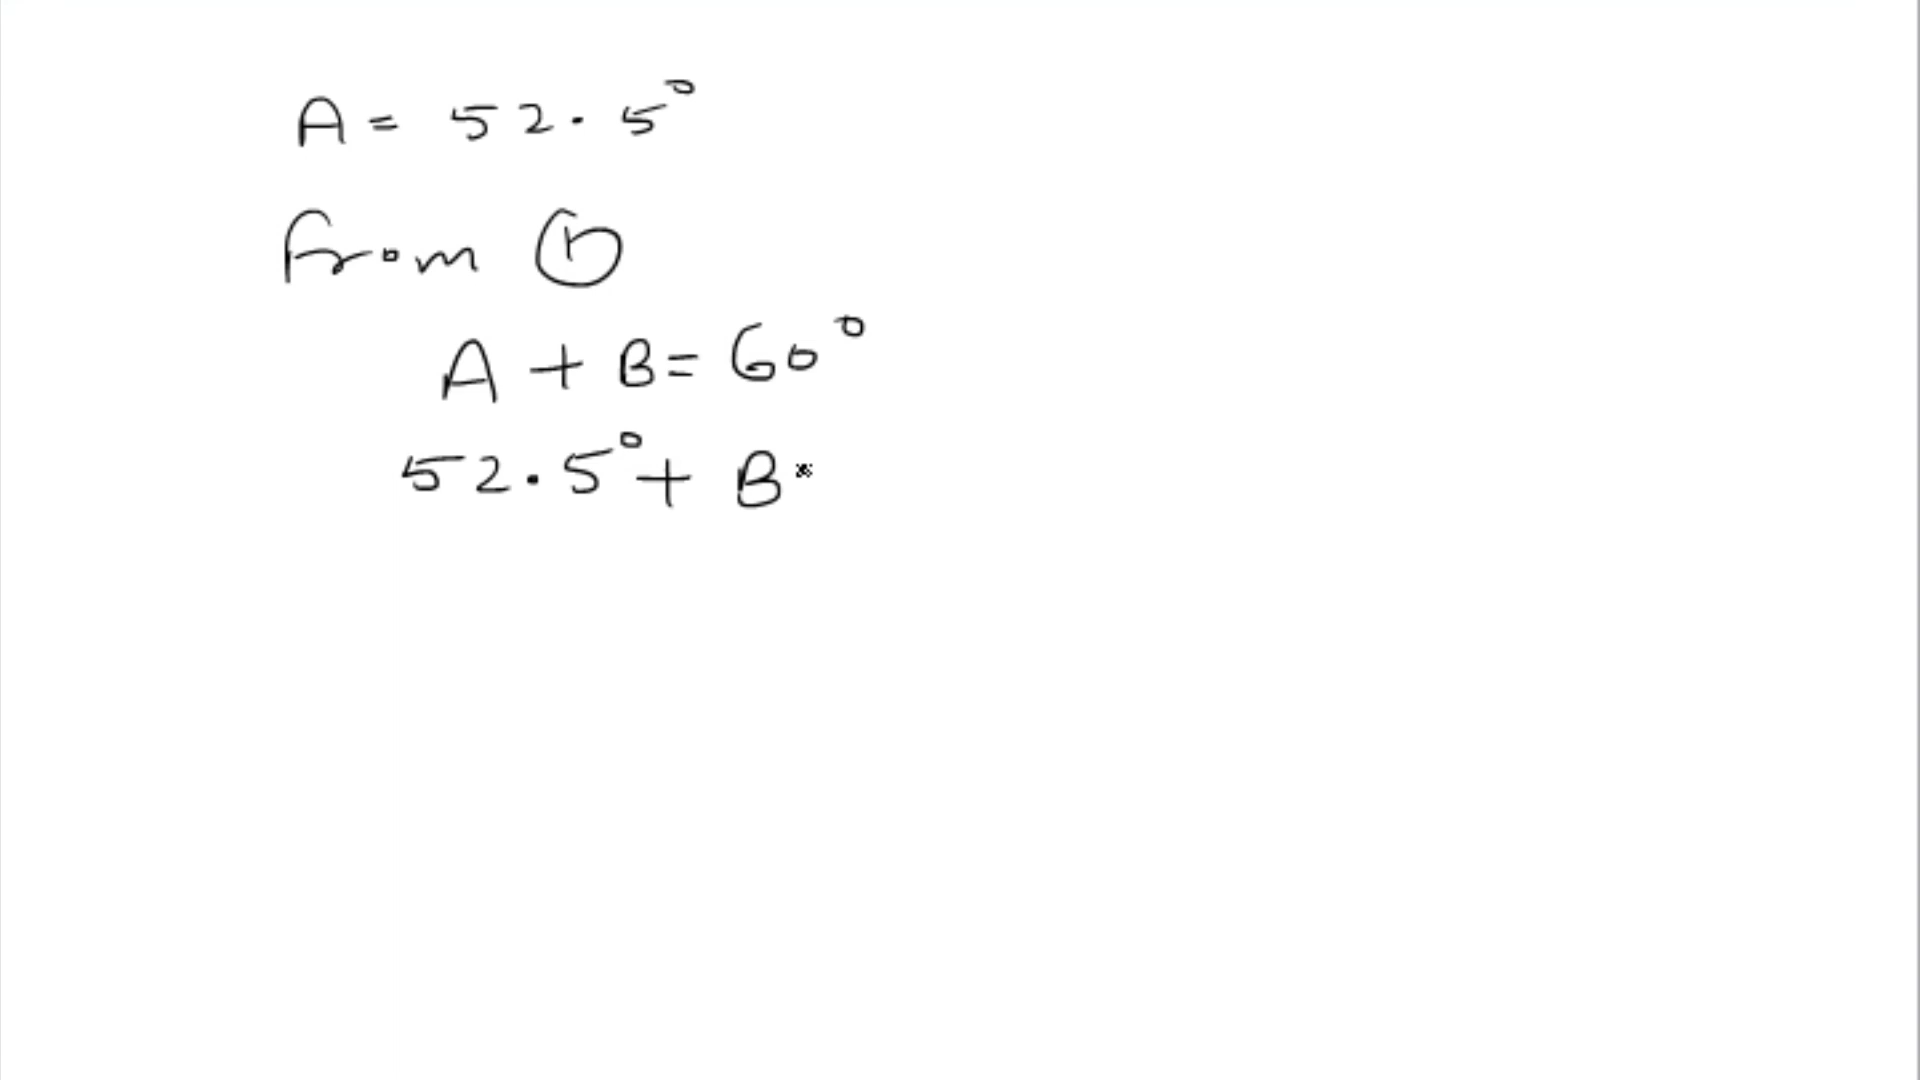 A = 52.5°
from ①
A + B = 60°
52.5° + B